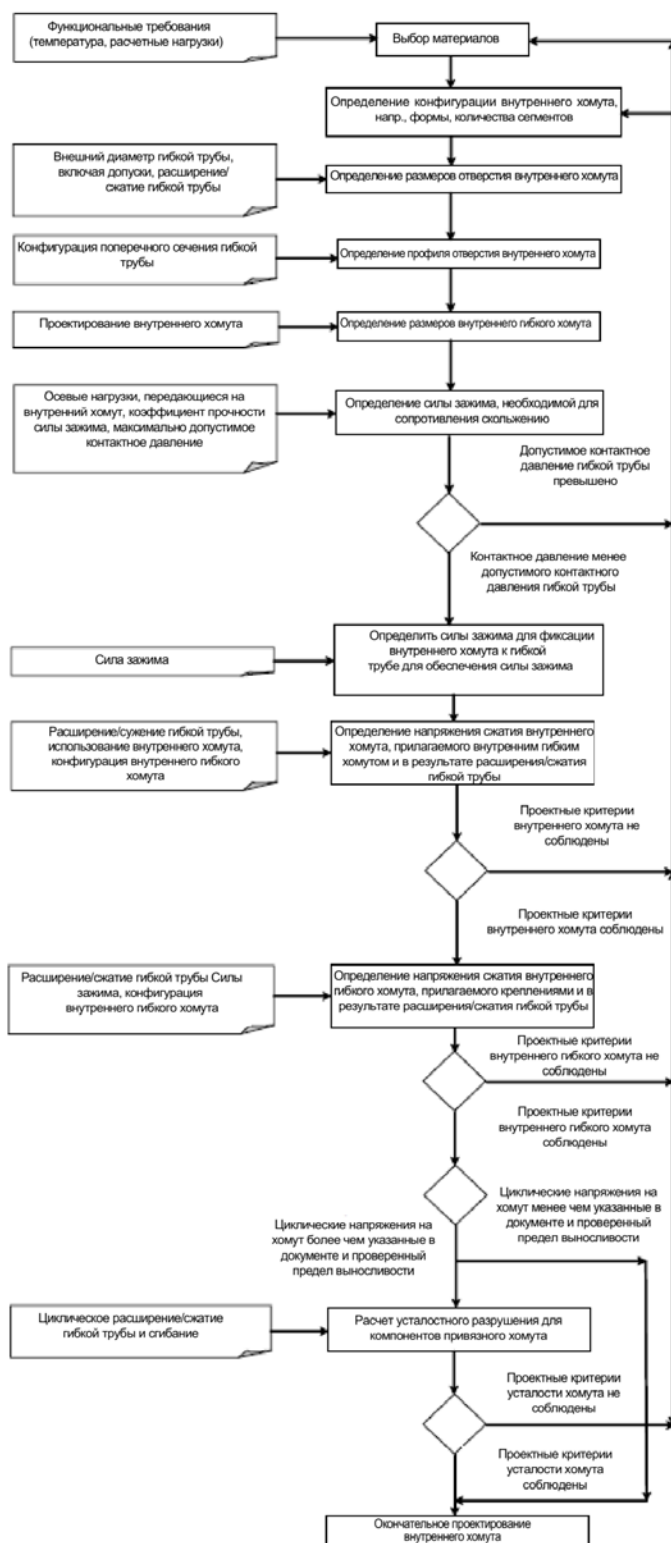 Функциональные требования
(температура, расчетные нагрузки)
Выбор материалов
Определение конфигурации внутреннего хомута,
напр., формы, количества сегментов
Внешний диаметр гибкой трубы,
включая допуски, расширение/
сжатие гибкой трубы
Определение размеров отверстия внутреннего хомута
Конфигурация поперечного сечения гибкой
трубы
Определение профиля отверстия внутреннего хомута
Проектирование внутреннего хомута
Определение размеров внутреннего гибкого хомута
Осевые нагрузки, передающиеся на
внутренний хомут, коэффициент прочности
силы зажима, максимально допустимое
контактное давление
Определение силы зажима, необходимой для
сопротивления скольжению
Допустимое контактное
давление гибкой трубы
превышено
Контактное давление менее
допустимого контактного
давления гибкой трубы
Сила зажима
Определить силы зажима для фиксации
внутреннего хомута к гибкой
трубе для обеспечения силы зажима
Расширение/сужение гибкой трубы,
использование внутреннего хомута,
конфигурация внутреннего гибкого
хомута
Определение напряжения сжатия внутреннего
хомута, прилагаемого внутренним гибким
хомутом и в результате расширения/сжатия
гибкой трубы
Проектные критерии
внутреннего хомута не
соблюдены
Проектные критерии
внутреннего хомута соблюдены
Расширение/сжатие гибкой трубы Силы
зажима, конфигурация
внутреннего гибкого хомута
Определение напряжения сжатия внутреннего
гибкого хомута, прилагаемого креплениями и в
результате расширения/сжатия гибкой трубы
Проектные критерии
внутреннего гибкого хомута не
соблюдены
Проектные критерии
внутреннего гибкого хомута
соблюдены
Циклические напряжения на
хомут менее чем указанные в
документе и проверенный
предел выносливости
Циклические напряжения на
хомут более чем указанные в
документе и проверенный
предел выносливости
Циклическое расширение/сжатие
гибкой трубы и сгибание
Расчет усталостного разрушения для
компонентов привязного хомута
Проектные критерии
усталости хомута не
соблюдены
Проектные критерии
усталости хомута
соблюдены
Окончательное проектирование
внутреннего хомута